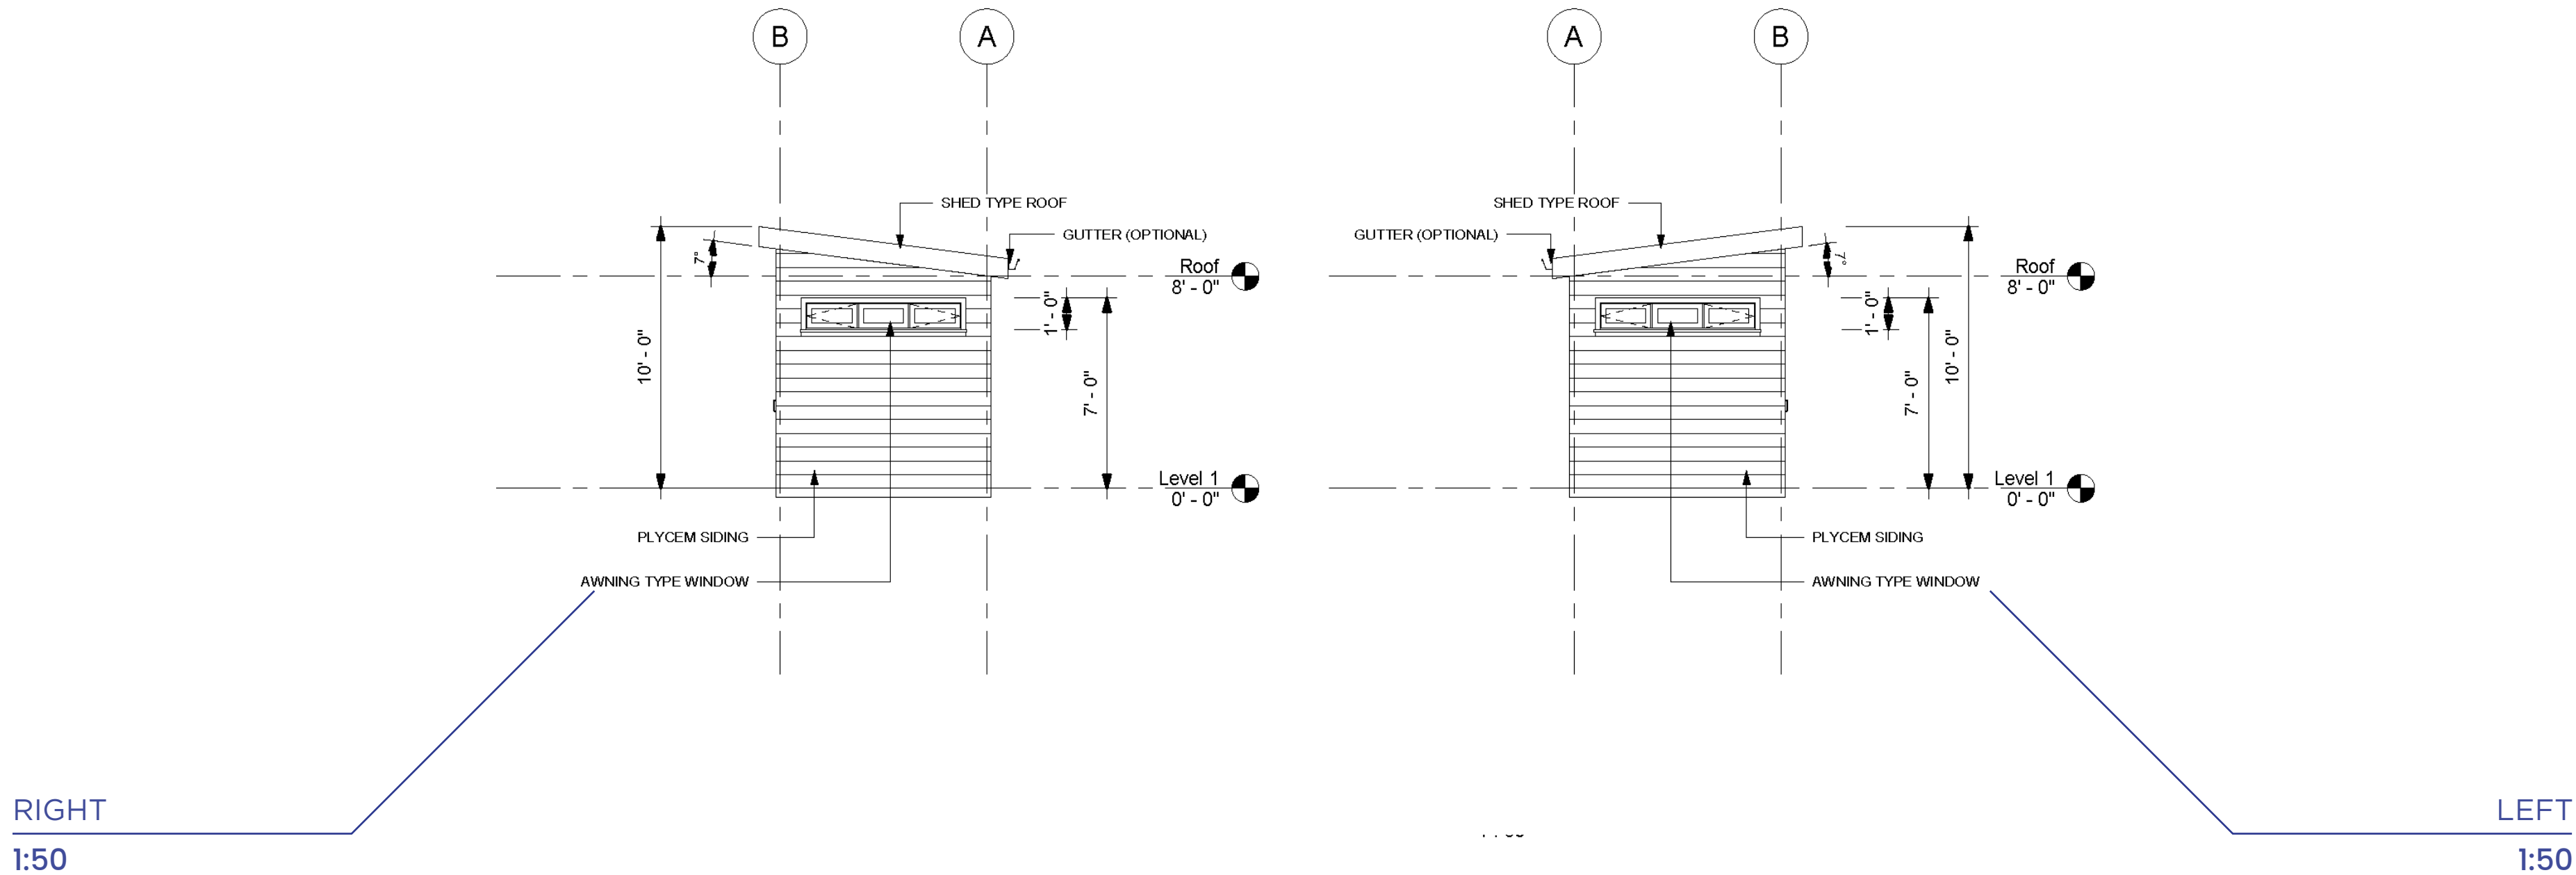 B
A
SHED TYPE ROOF
GUTTER (OPTIONAL)
7°
Roof
8' - 0"
1' - 0"
10' - 0"
7' - 0"
Level 1
0' - 0"
PLYCEM SIDING
AWNING TYPE WINDOW
RIGHT
1:50
A
B
SHED TYPE ROOF
GUTTER (OPTIONAL)
7°
Roof
8' - 0"
1' - 0"
10' - 0"
7' - 0"
Level 1
0' - 0"
PLYCEM SIDING
AWNING TYPE WINDOW
LEFT
1:50